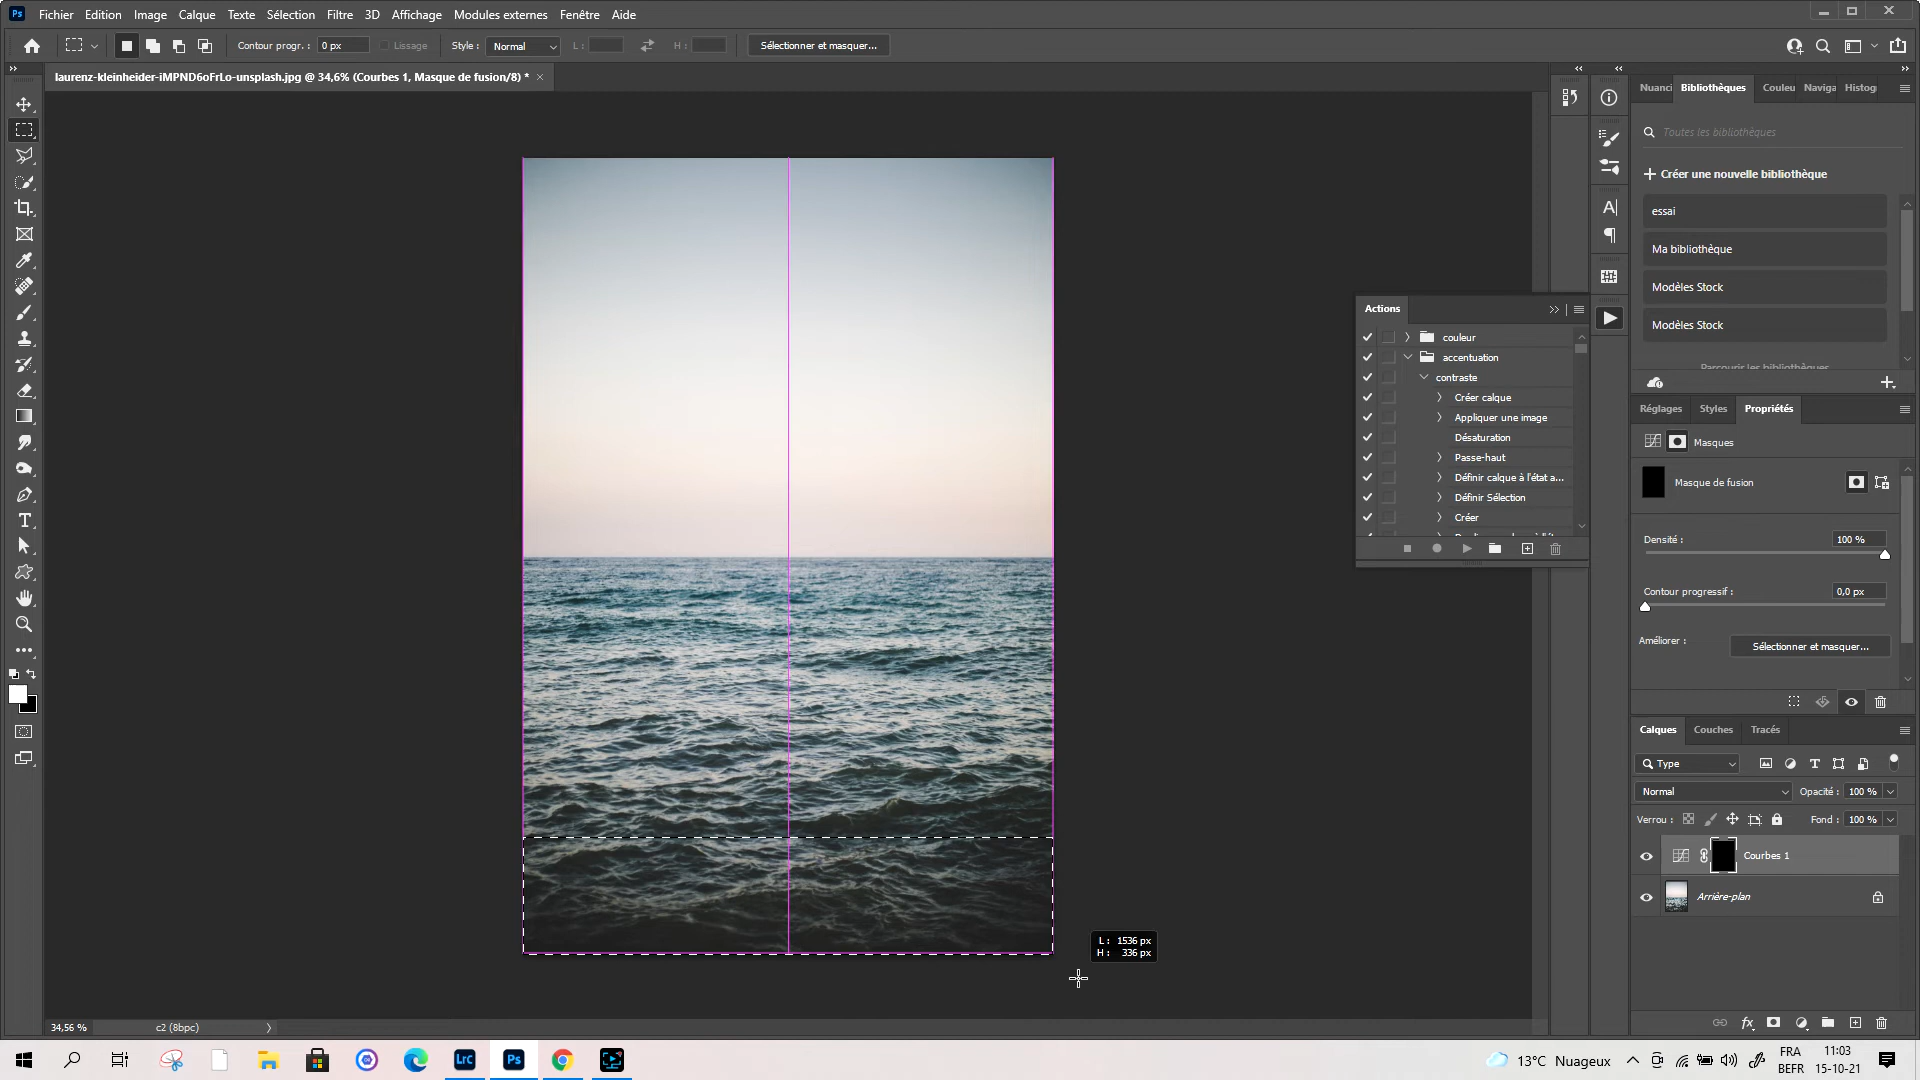 Ps Fichier Edition Image Calque Texte Sélection Filtre 3D Affichage Modules externes Fenêtre Aide
Contour progr. : 0 px Lissage Style : Normal L : H : Sélectionner et masquer...
laurenz-kleinheider-iMPND6oFrLo-unsplash.jpg @ 34,6% (Courbes 1, Masque de fusion/8) * ×
Nuanci Bibliothèques Couleu Naviga Histog
Toutes les bibliothèques
Créer une nouvelle bibliothèque
essai
Ma bibliothèque
Modèles Stock
Modèles Stock
Parcourir les bibliothèques
Actions
couleur
accentuation
contraste
Créer calque
Appliquer une image
Désaturation
Passe-haut
Définir calque à l'état a...
Définir Sélection
Créer
Réglages Styles Propriétés
Masques
Masque de fusion
Densité : 100 %
Contour progressif : 0,0 px
Améliorer : Sélectionner et masquer...
Calques Couches Tracés
Type
Normal Opacité : 100 %
Verrou : Fond : 100 %
Courbes 1
Arrière-plan
L : 1536 px
H : 336 px
34,56 % c2 (8bpc)
Lrc Ps
13°C Nuageux
FRA
BEFR
11:03
15-10-21